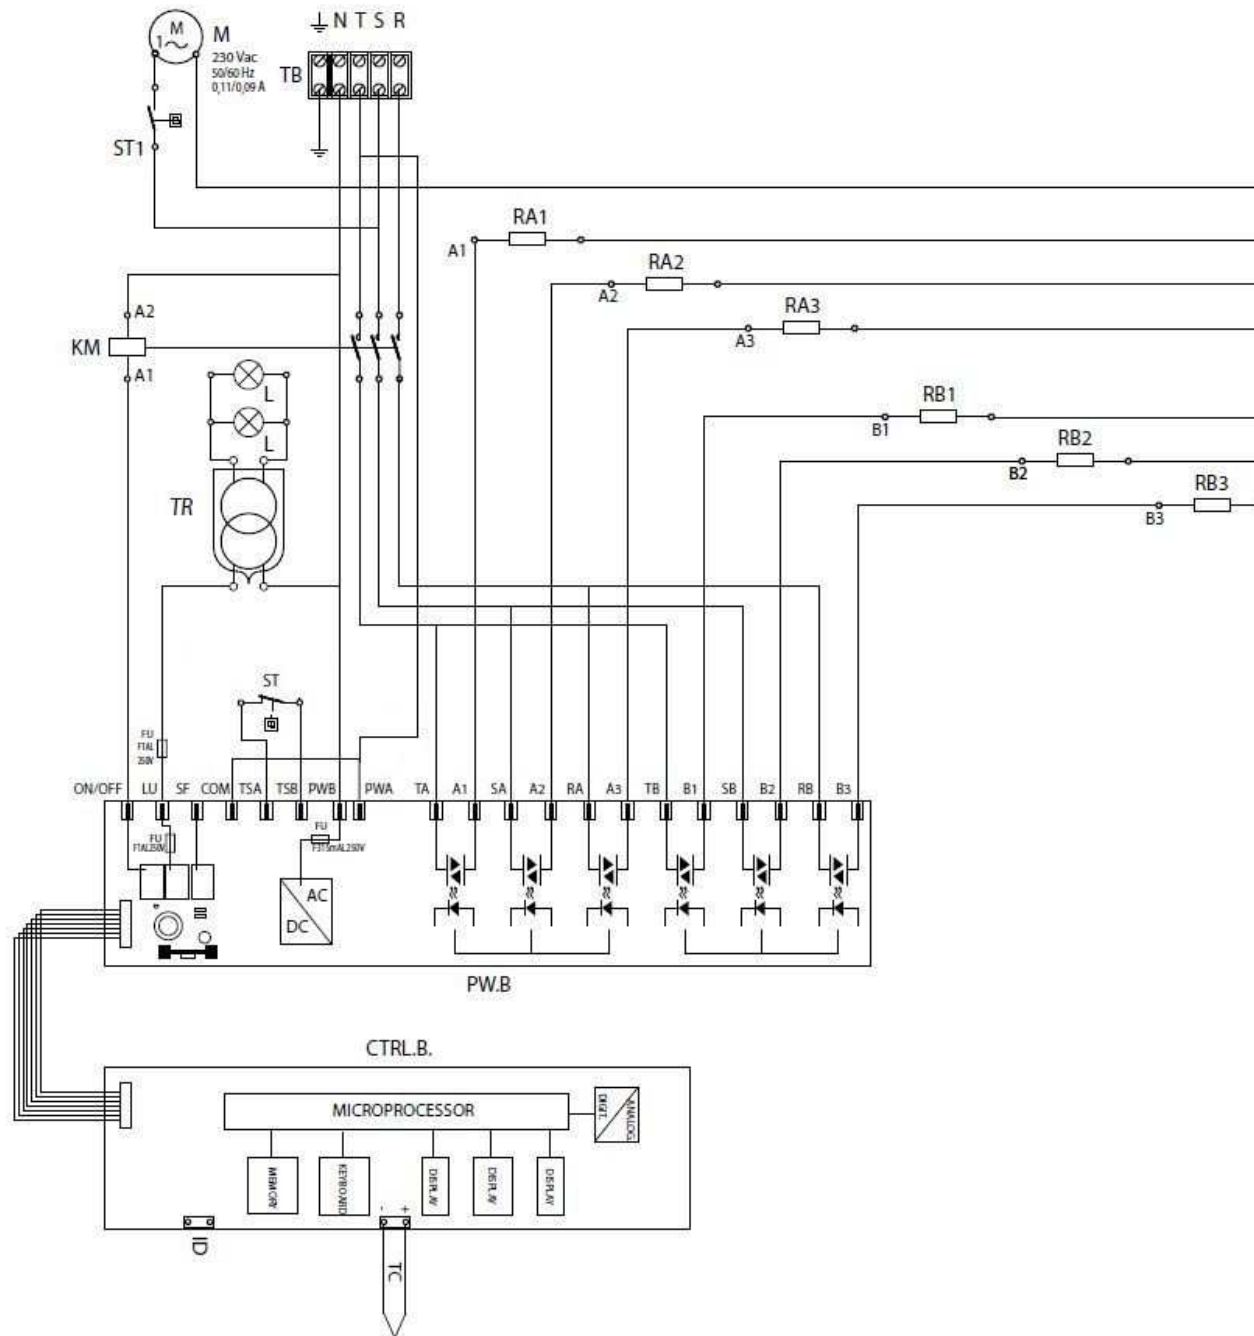 N T S R
M
1
M
230 Vac
50/60 Hz
0,11/0,09 A
TB
ST1
RA1
A1
RA2
A2
RA3
A3
A2
KM
A1
L
L
RB1
B1
RB2
B2
RB3
B3
TR
ST
FU
250V
ON/OFF LU SF COM TSA TSB PWB PWA TA A1 SA A2 RA A3 TB B1 SB B2 RB B3
FU
FU
F315mAL250V
AC
DC
PW.B
CTRL.B.
MICROPROCESSOR
DIGIT.
ANALOG.
MEMORY
KEYBOARD
DISPLAY
DISPLAY
DISPLAY
- +
ID
TC